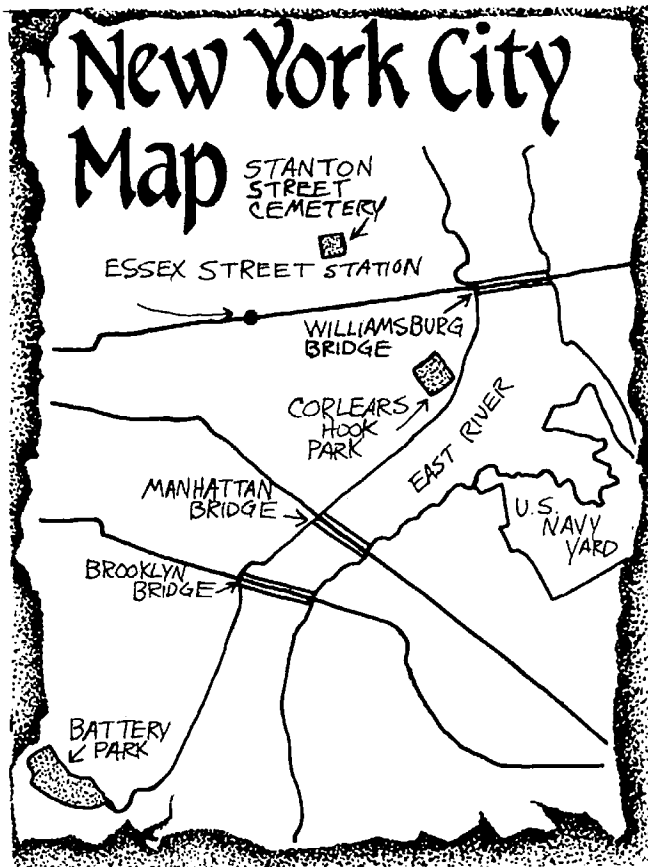 New York City
Map
STANTON
STREET
CEMETERY
ESSEX STREET STATION
WILLIAMSBURG
BRIDGE
CORLEARS
HOOK
PARK
EAST RIVER
MANHATTAN
BRIDGE
U.S.
NAVY
YARD
BROOKLYN
BRIDGE
BATTERY
PARK